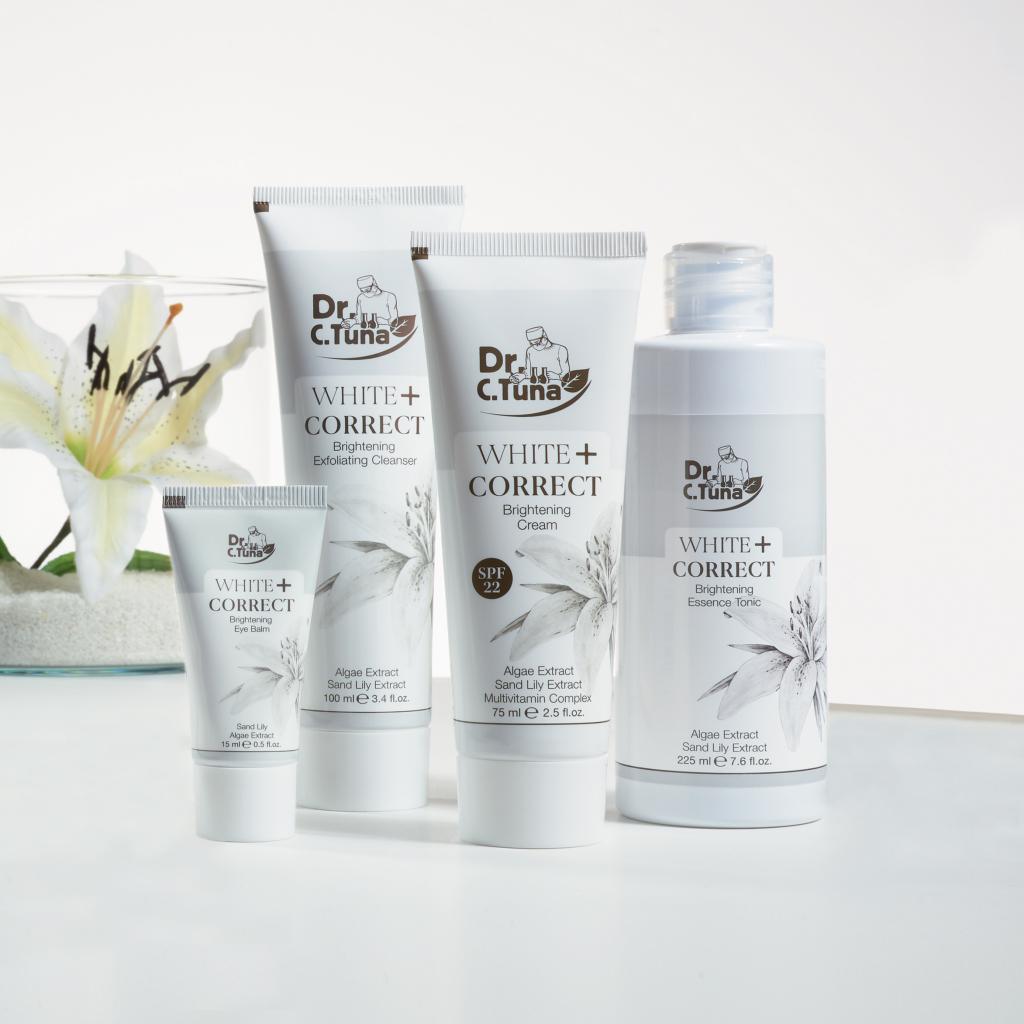 Dr.
C.Tuna
WHITE+
CORRECT
Brightening
Exfoliating Cleanser
Algae Extract
Sand Lily Extract
100 ml ℮ 3.4 fl.oz.
Dr.
C.Tuna
WHITE+
CORRECT
Brightening
Cream
SPF
22
Algae Extract
Sand Lily Extract
Multivitamin Complex
75 ml ℮ 2.5 fl.oz.
Dr.
C.Tuna
WHITE+
CORRECT
Brightening
Essence Tonic
Algae Extract
Sand Lily Extract
225 ml ℮ 7.6 fl.oz.
Dr.
C.Tuna
WHITE+
CORRECT
Brightening
Eye Balm
Sand Lily
Algae Extract
15 ml ℮ 0.5 fl.oz.